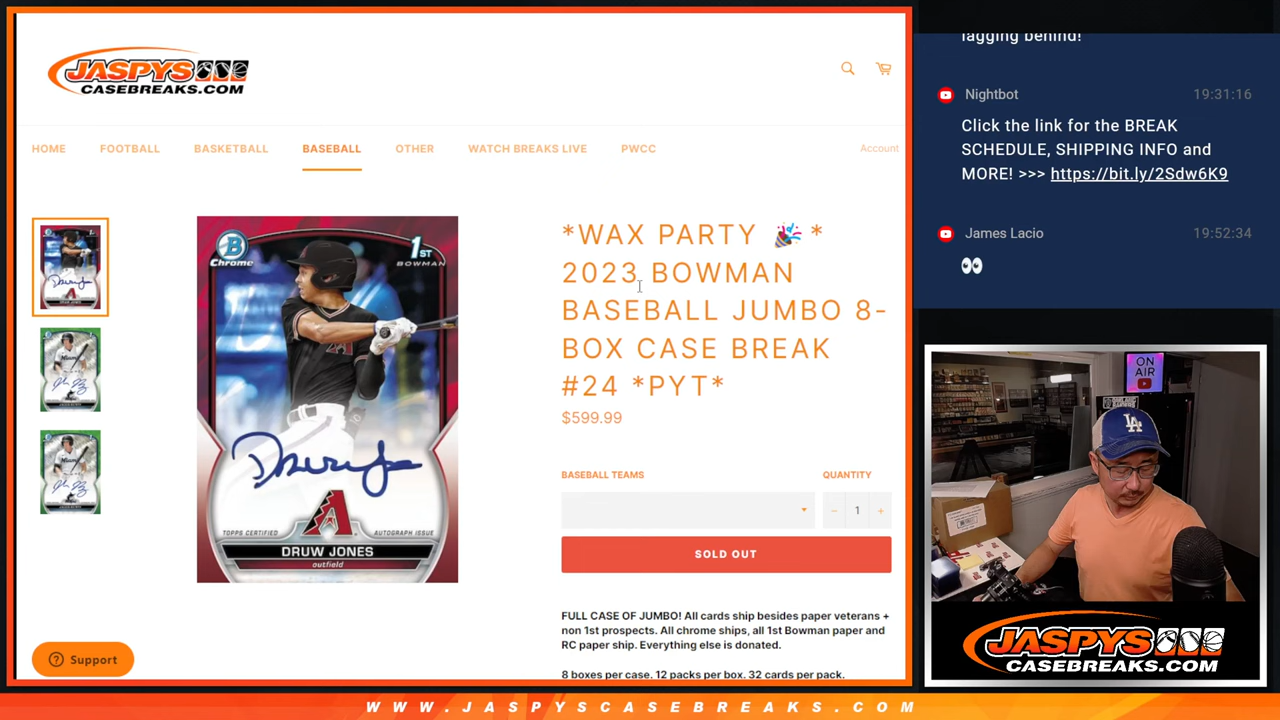 JASPYS
CASEBREAKS.COM
HOME FOOTBALL BASKETBALL BASEBALL OTHER WATCH BREAKS LIVE PWCC Account
B
Chrome
1ST
BOWMAN
TOPPS CERTIFIED AUTOGRAPH ISSUE
DRUW JONES
outfield
*WAX PARTY 🎉 *
2023 BOWMAN
BASEBALL JUMBO 8-
BOX CASE BREAK
#24 *PYT*
$599.99
BASEBALL TEAMS QUANTITY
− 1 +
SOLD OUT
FULL CASE OF JUMBO! All cards ship besides paper veterans +
non 1st prospects. All chrome ships, all 1st Bowman paper and
RC paper ship. Everything else is donated.
8 boxes per case. 12 packs per box. 32 cards per pack.
Support
lagging behind!
Nightbot 19:31:16
Click the link for the BREAK
SCHEDULE, SHIPPING INFO and
MORE! >>> https://bit.ly/2Sdw6K9
James Lacio 19:52:34
👀
ON
AIR
LA
JASPYS
CASEBREAKS.COM
WWW.JASPYSCASEBREAKS.COM